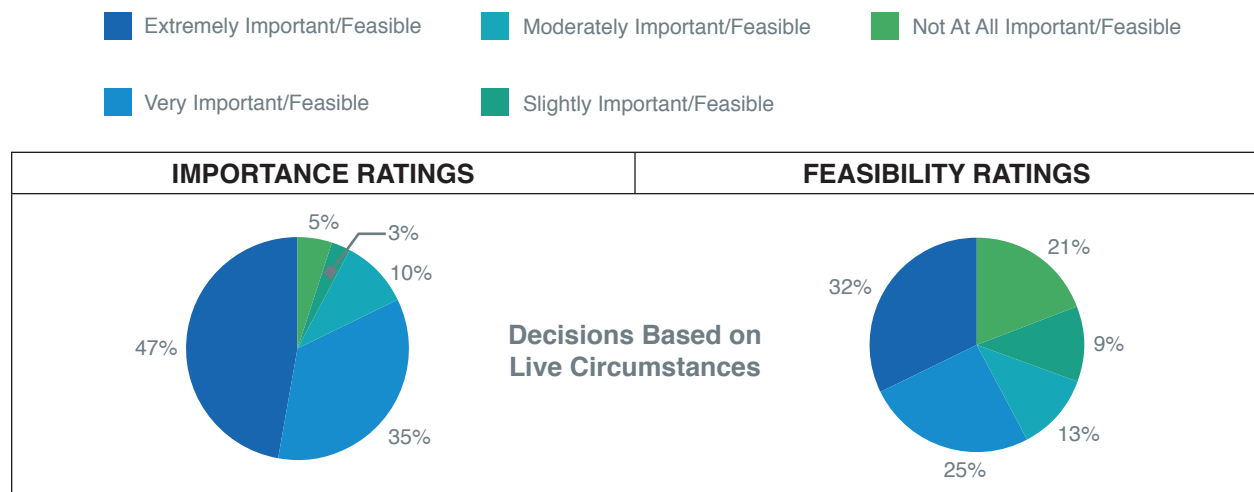 Extremely Important/Feasible
Moderately Important/Feasible
Not At All Important/Feasible
Very Important/Feasible
Slightly Important/Feasible
IMPORTANCE RATINGS
FEASIBILITY RATINGS
5%
3%
10%
47%
35%
Decisions Based on
Live Circumstances
21%
32%
9%
13%
25%